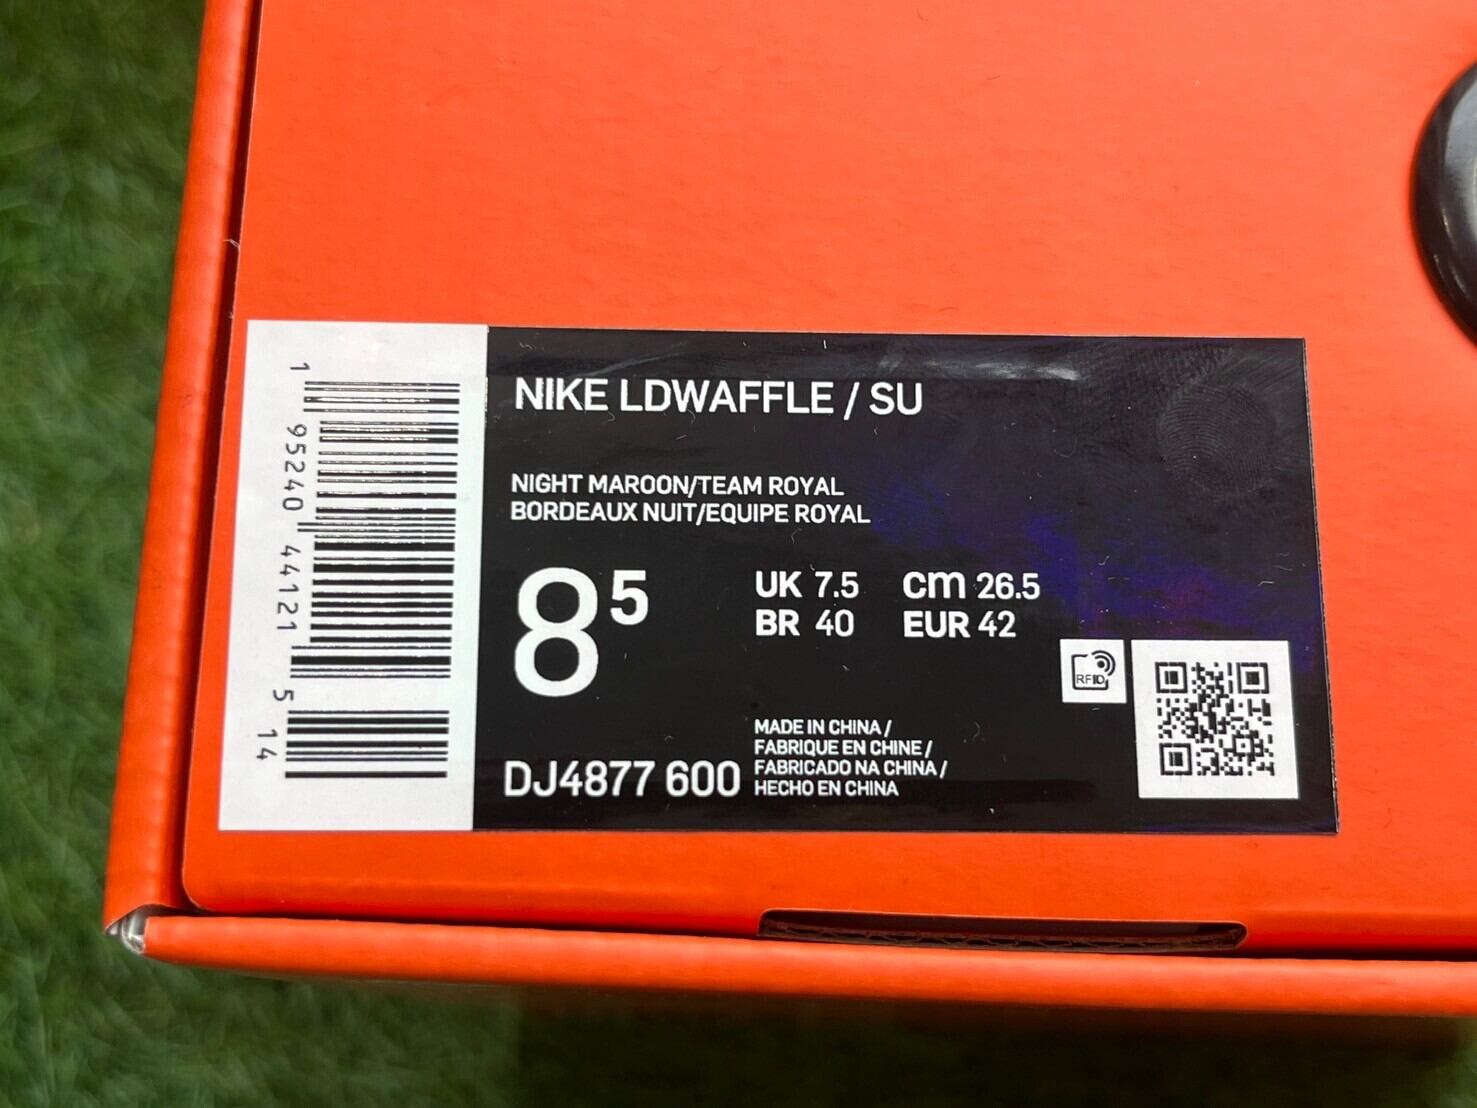 1 95240 44121 5 14
NIKE LDWAFFLE / SU
NIGHT MAROON/TEAM ROYAL
BORDEAUX NUIT/EQUIPE ROYAL
8⁵
UK 7.5 cm 26.5
BR 40 EUR 42
RFID
MADE IN CHINA /
FABRIQUE EN CHINE /
FABRICADO NA CHINA /
HECHO EN CHINA
DJ4877 600